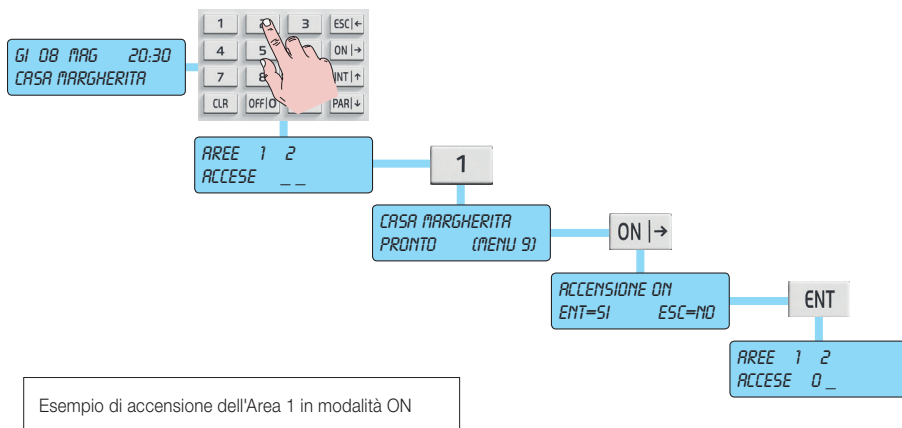 GI 08 MAG 20:30
CASA MARGHERITA
1 2 3 ESC|←
4 5 ON|→
7 8 INT|↑
CLR OFF|O PAR|↓
AREE 1 2
ACCESE _ _
1
CASA MARGHERITA
PRONTO (MENU 9)
ON |→
ACCENSIONE ON
ENT=SI ESC=NO
ENT
AREE 1 2
ACCESE O _
Esempio di accensione dell'Area 1 in modalità ON